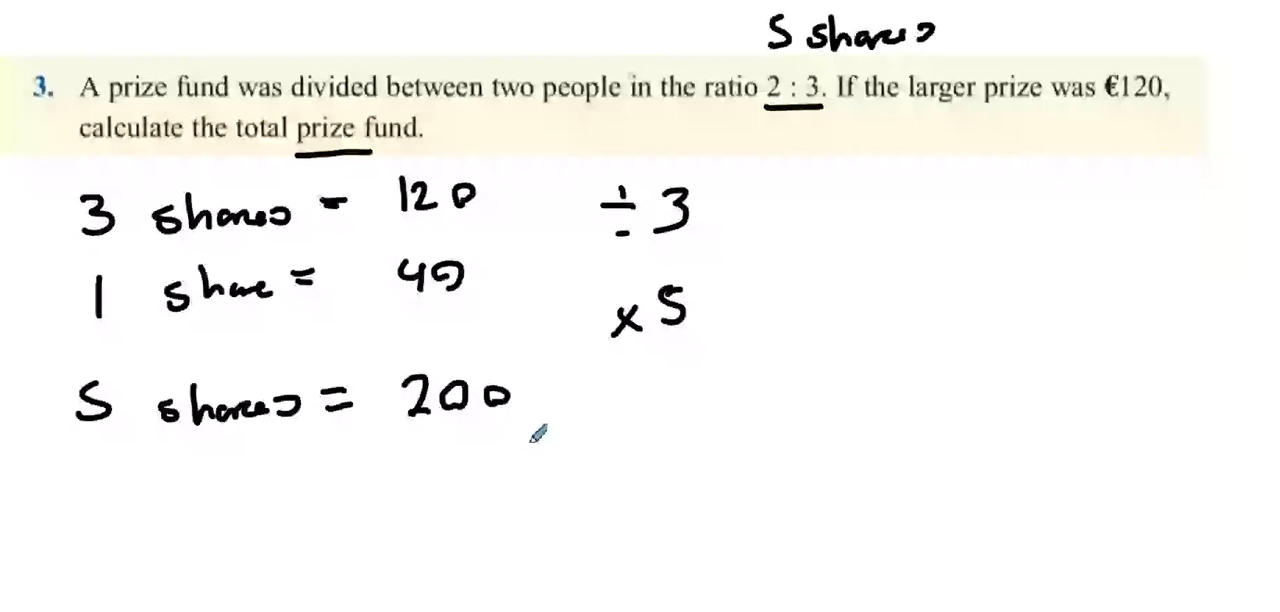 5 shares
3. A prize fund was divided between two people in the ratio 2 : 3. If the larger prize was €120,
calculate the total prize fund.
3 shares = 120 ÷ 3
1 share = 40 × 5
5 shares = 200